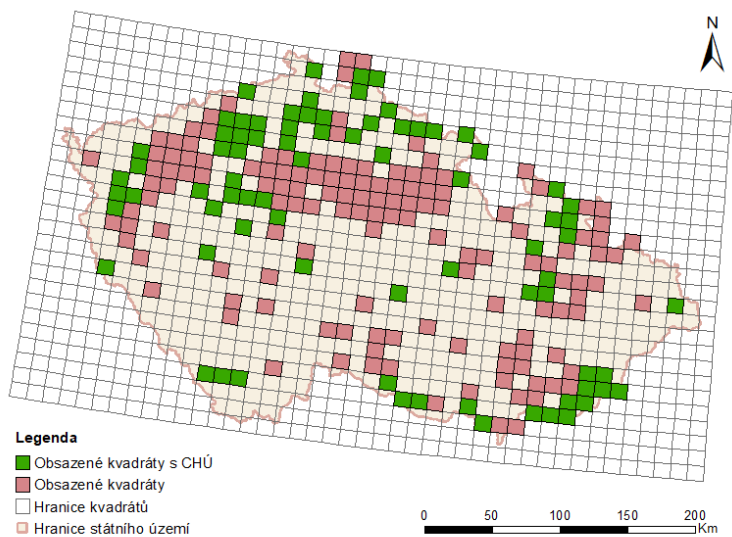 N
Legenda
Obsazené kvadráty s CHÚ
Obsazené kvadráty
Hranice kvadrátů
Hranice státního území
0 50 100 150 200
Km